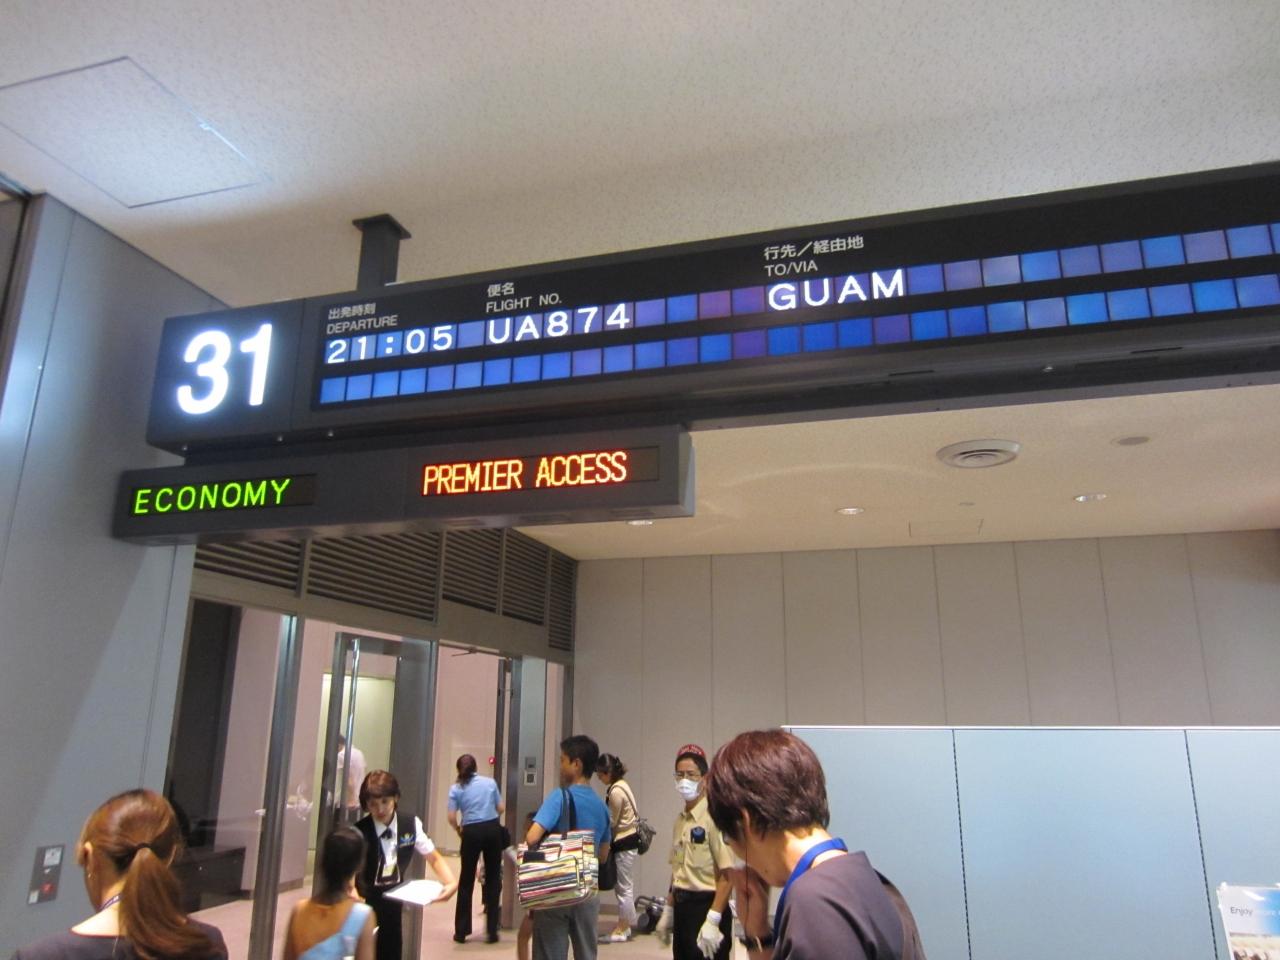 31
出発時刻
DEPARTURE
21:05
便名
FLIGHT NO.
UA874
行先／経由地
TO/VIA
GUAM
ECONOMY
PREMIER ACCESS
Enjoy